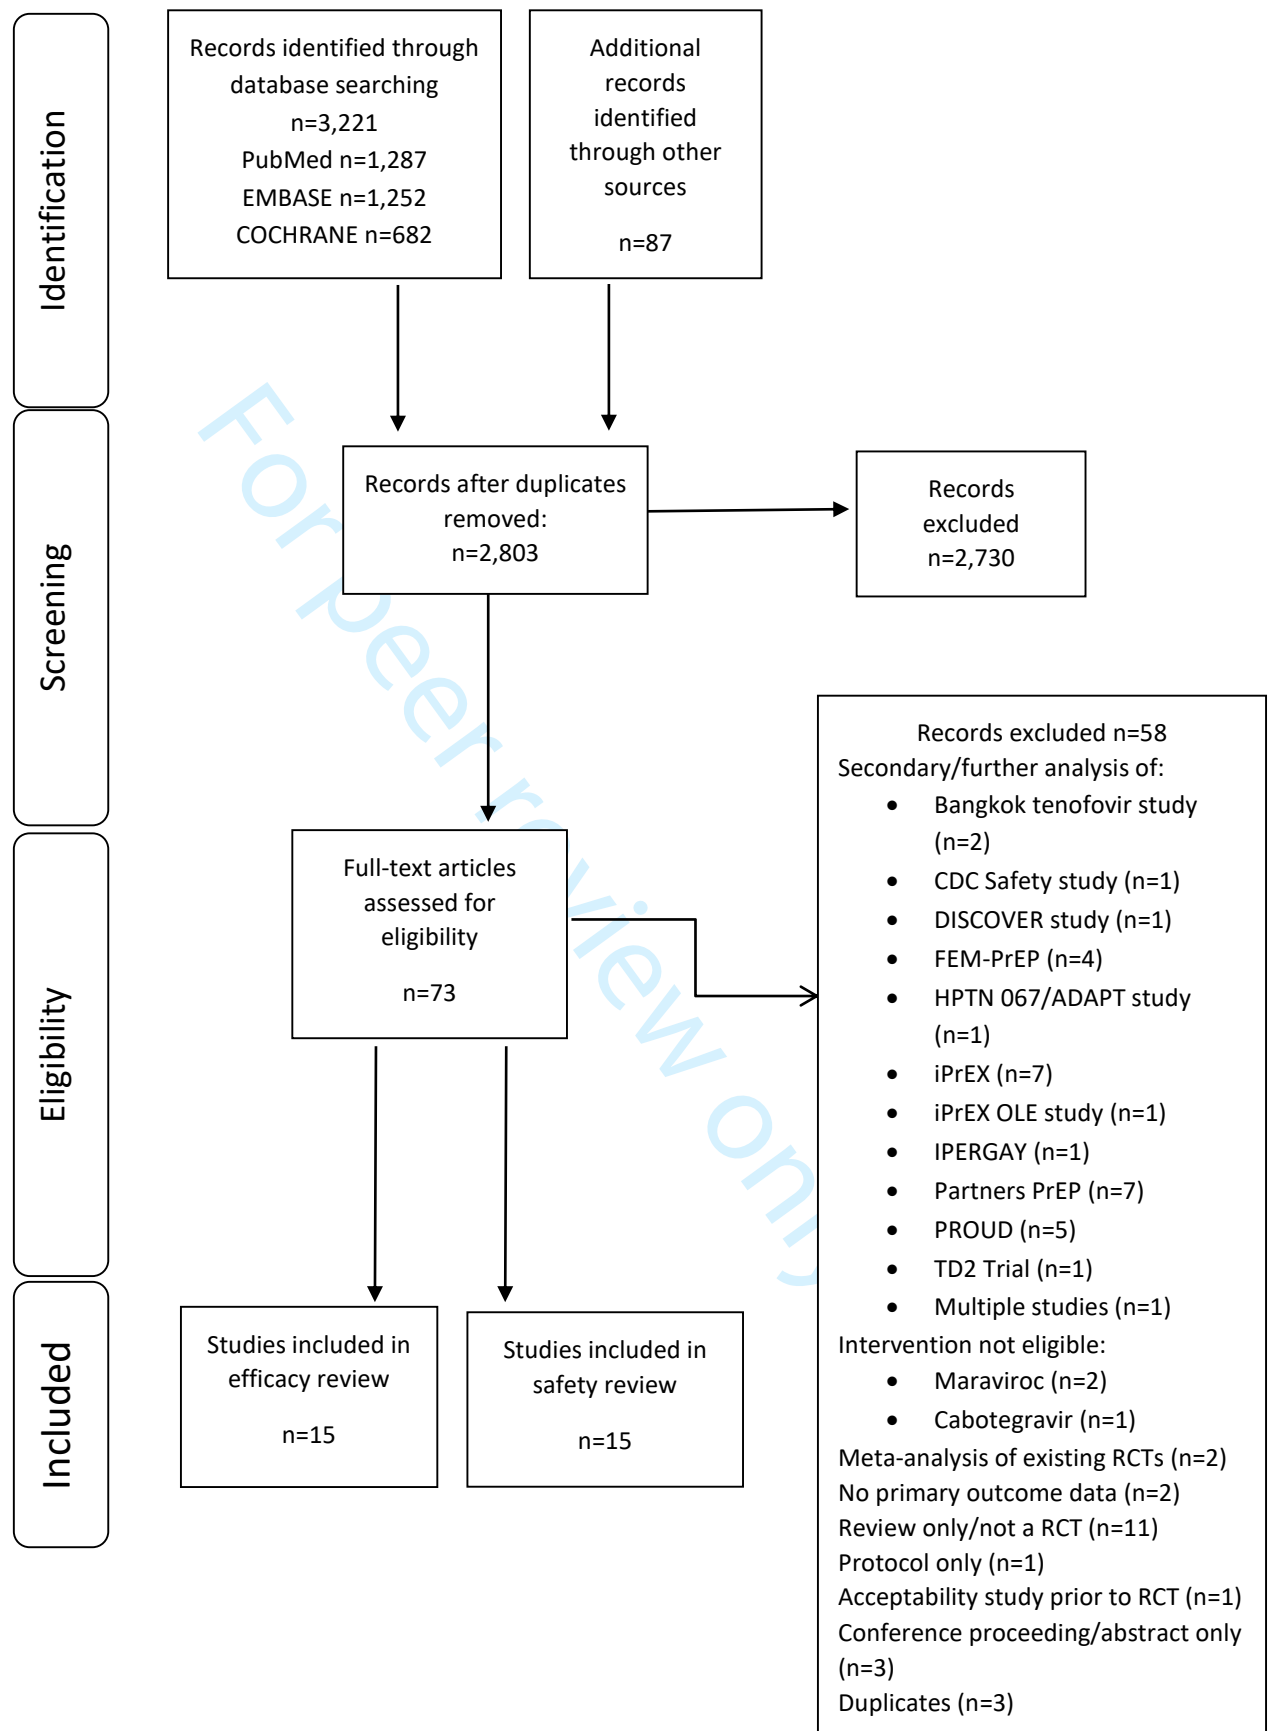 Identification
Records identified through
database searching
n=3,221
PubMed n=1,287
EMBASE n=1,252
COCHRANE n=682
Additional
records
identified
through other
sources
n=87
Screening
Records after duplicates
removed:
n=2,803
Records
excluded
n=2,730
Eligibility
Full-text articles
assessed for
eligibility
n=73
Records excluded n=58
Secondary/further analysis of:
• Bangkok tenofovir study
(n=2)
• CDC Safety study (n=1)
• DISCOVER study (n=1)
• FEM-PrEP (n=4)
• HPTN 067/ADAPT study
(n=1)
• iPrEX (n=7)
• iPrEX OLE study (n=1)
• IPERGAY (n=1)
• Partners PrEP (n=7)
• PROUD (n=5)
• TD2 Trial (n=1)
• Multiple studies (n=1)
Intervention not eligible:
• Maraviroc (n=2)
• Cabotegravir (n=1)
Meta-analysis of existing RCTs (n=2)
No primary outcome data (n=2)
Review only/not a RCT (n=11)
Protocol only (n=1)
Acceptability study prior to RCT (n=1)
Conference proceeding/abstract only
(n=3)
Duplicates (n=3)
Included
Studies included in
efficacy review
n=15
Studies included in
safety review
n=15
For peer review only